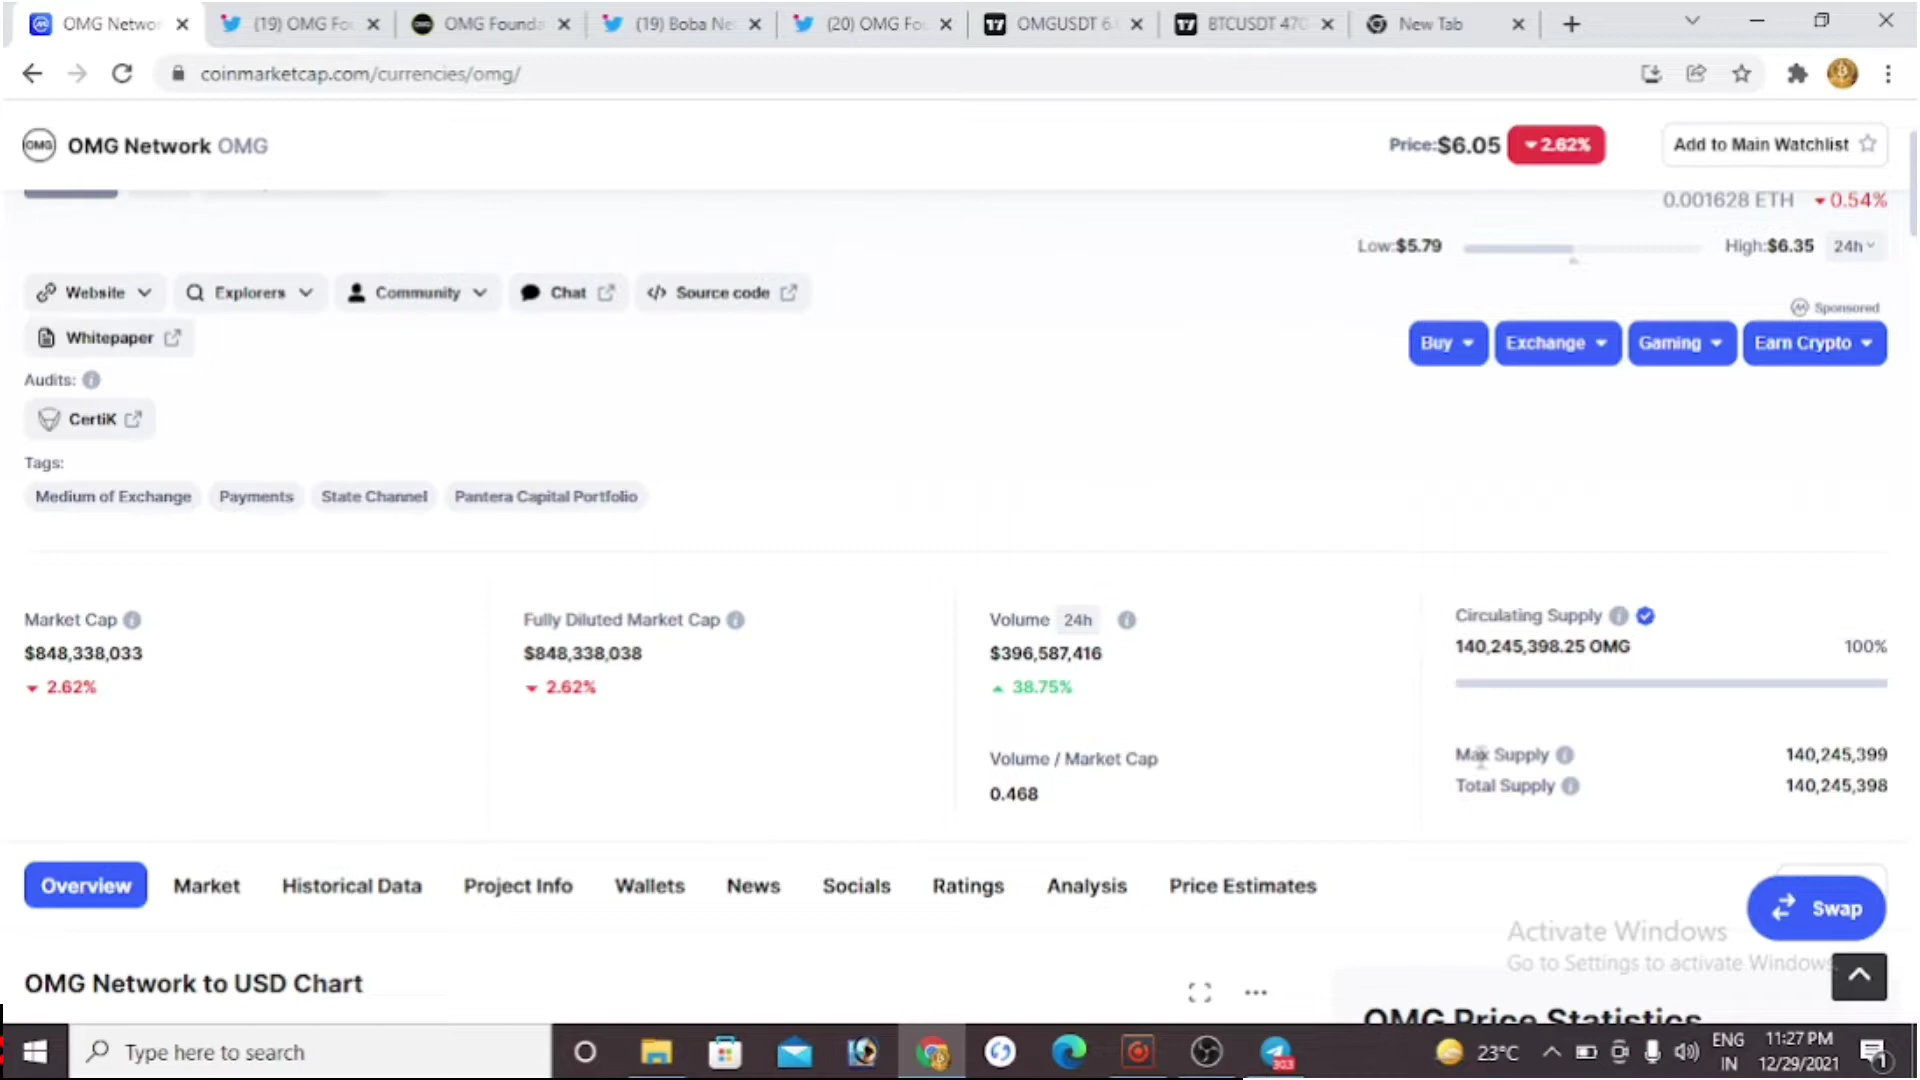 OMG Networ
(19) OMG Fo
OMG Founda
(19) Boba Ne
(20) OMG Fo
OMGUSDT 6.
BTCUSDT 470
New Tab
coinmarketcap.com/currencies/omg/
OMG
OMG Network OMG
Price:$6.05
2.62%
Add to Main Watchlist
0.001628 ETH 0.54%
Low:$5.79
High:$6.35
24h
Website
Explorers
Community
Chat
Source code
Sponsored
Whitepaper
Buy
Exchange
Gaming
Earn Crypto
Audits:
CertiK
Tags:
Medium of Exchange
Payments
State Channel
Pantera Capital Portfolio
Market Cap
$848,338,033
2.62%
Fully Diluted Market Cap
$848,338,038
2.62%
Volume 24h
$396,587,416
38.75%
Volume / Market Cap
0.468
Circulating Supply
140,245,398.25 OMG
100%
Max Supply 140,245,399
Total Supply 140,245,398
Overview
Market
Historical Data
Project Info
Wallets
News
Socials
Ratings
Analysis
Price Estimates
Swap
Activate Windows
Go to Settings to activate Windows.
OMG Network to USD Chart
OMG Price Statistics
Type here to search
303
23°C
ENG
IN
11:27 PM
12/29/2021
1